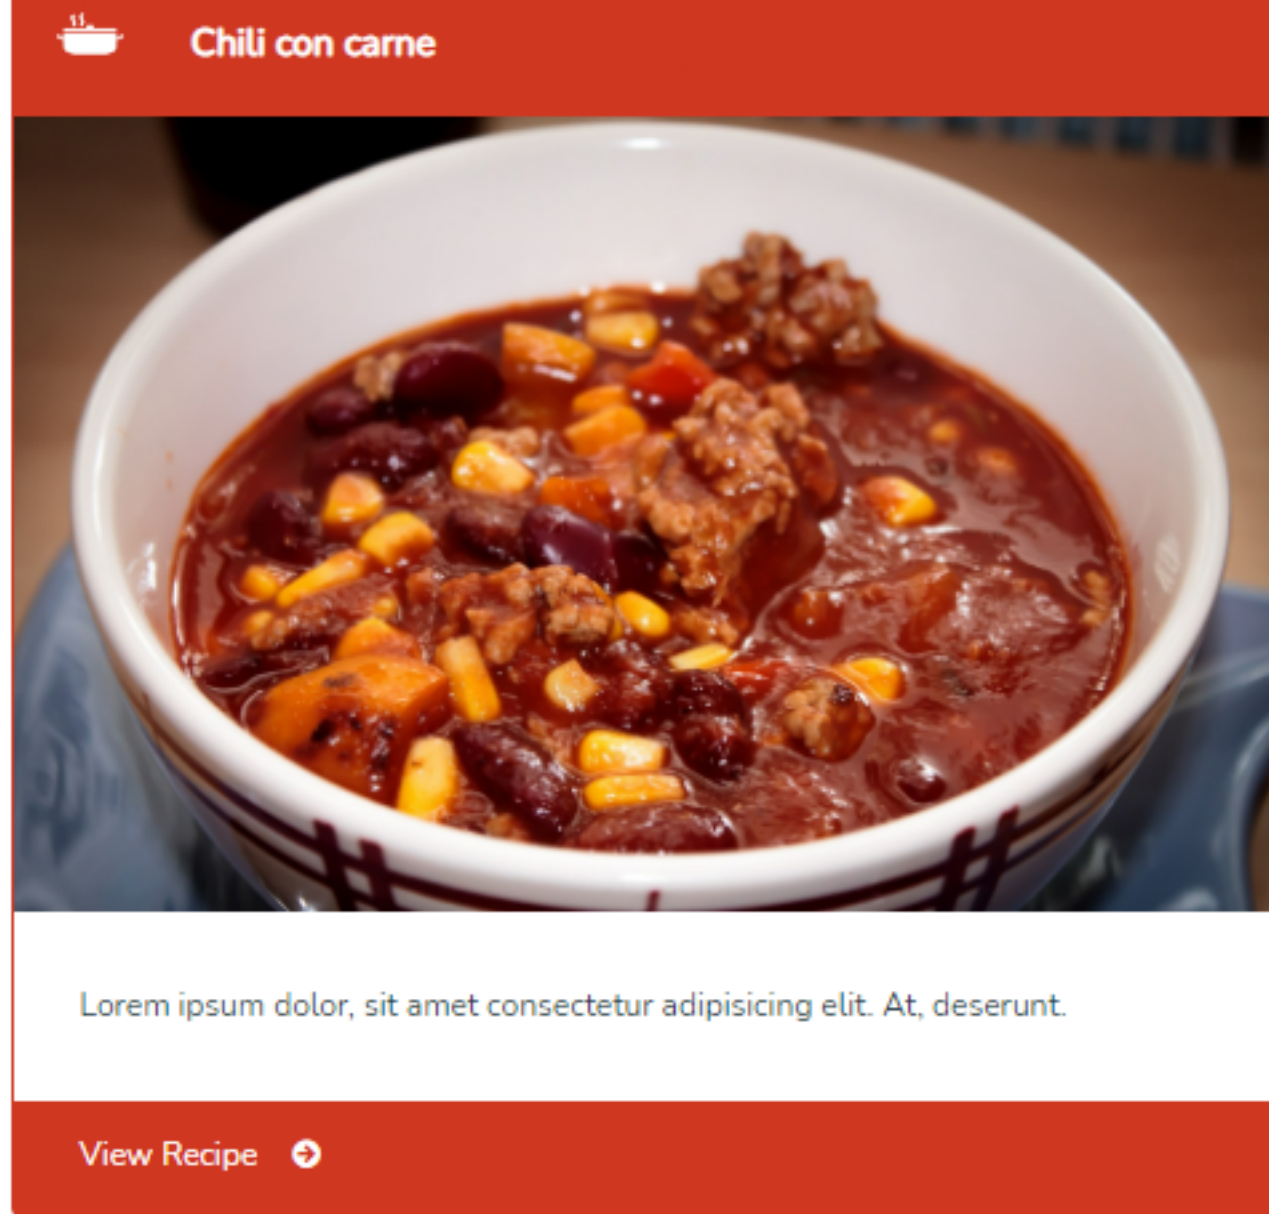 Chili con carne
Lorem ipsum dolor, sit amet consectetur adipisicing elit. At, deserunt.
View Recipe